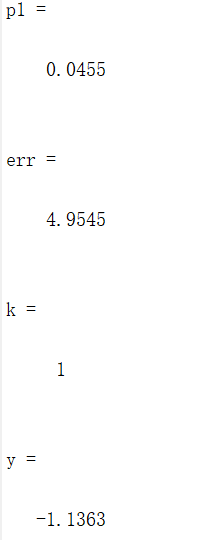 p1 =
0.0455
err =
4.9545
k =
1
y =
-1.1363